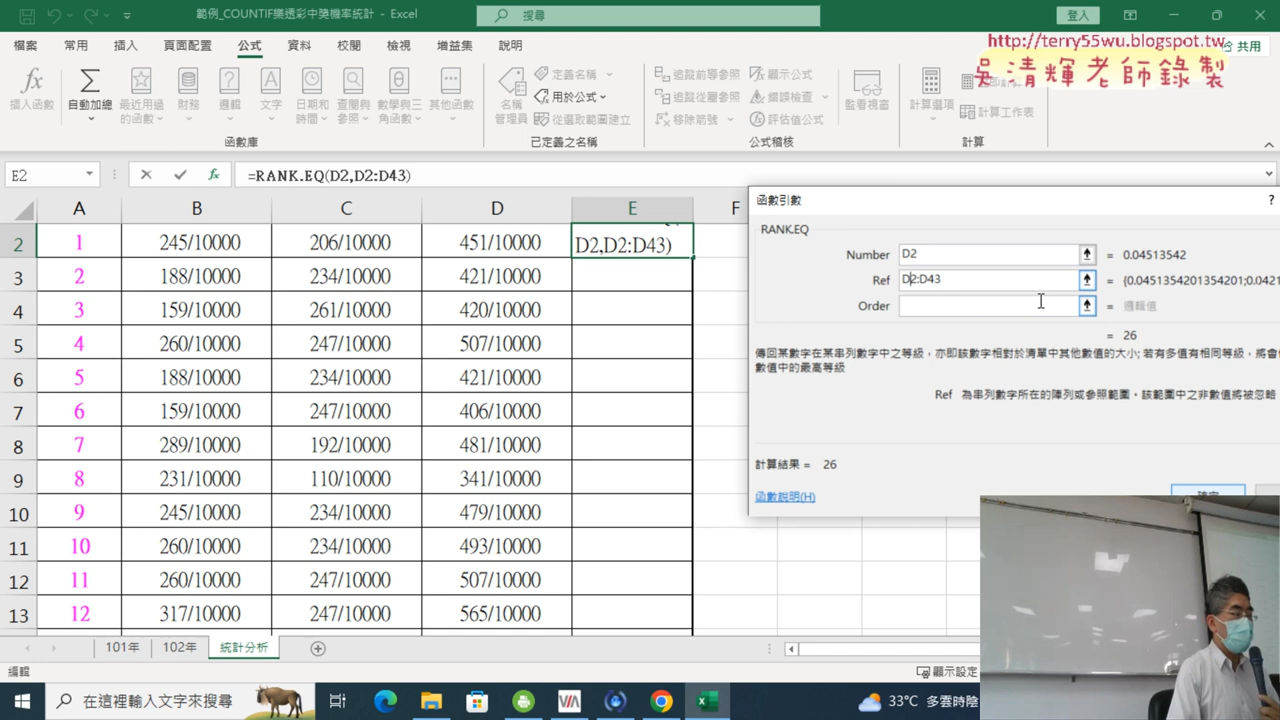 範例_COUNTIF樂透彩中獎機率統計 - Excel
搜尋
登入
檔案 常用 插入 頁面配置 公式 資料 校閱 檢視 增益集 說明
共用
http://terry55wu.blogspot.tw
吳清輝老師錄製
fx 插入函數
Σ 自動加總
最近用過的函數
財務
邏輯
文字
日期和時間
查閱與參照
數學與三角函數
其他函數
函數庫
名稱管理員
定義名稱
用於公式
從選取範圍建立
已定義之名稱
追蹤前導參照
追蹤從屬參照
移除箭號
顯示公式
錯誤檢查
評估值公式
公式稽核
監看視窗
計算選項
計算工作表
計算
E2
fx
=RANK.EQ(D2,D2:D43)
A B C D E F
2 1 245/10000 206/10000 451/10000 D2,D2:D43)
3 2 188/10000 234/10000 421/10000
4 3 159/10000 261/10000 420/10000
5 4 260/10000 247/10000 507/10000
6 5 188/10000 234/10000 421/10000
7 6 159/10000 247/10000 406/10000
8 7 289/10000 192/10000 481/10000
9 8 231/10000 110/10000 341/10000
10 9 245/10000 234/10000 479/10000
11 10 260/10000 234/10000 493/10000
12 11 260/10000 247/10000 507/10000
13 12 317/10000 247/10000 565/10000
函數引數
?
RANK.EQ
Number D2 = 0.04513542
Ref D2:D43 = {0.0451354201354201;0.0421
Order = 邏輯值
= 26
傳回某數字在某串列數字中之等級，亦即該數字相對於清單中其他數值的大小; 若有多值有相同等級，將會
數值中的最高等級
Ref 為串列數字所在的陣列或參照範圍。該範圍中之非數值將被忽略
計算結果 = 26
函數說明(H)
101年 102年 統計分析
編輯
顯示設定
在這裡輸入文字來搜尋
33°C 多雲時陰